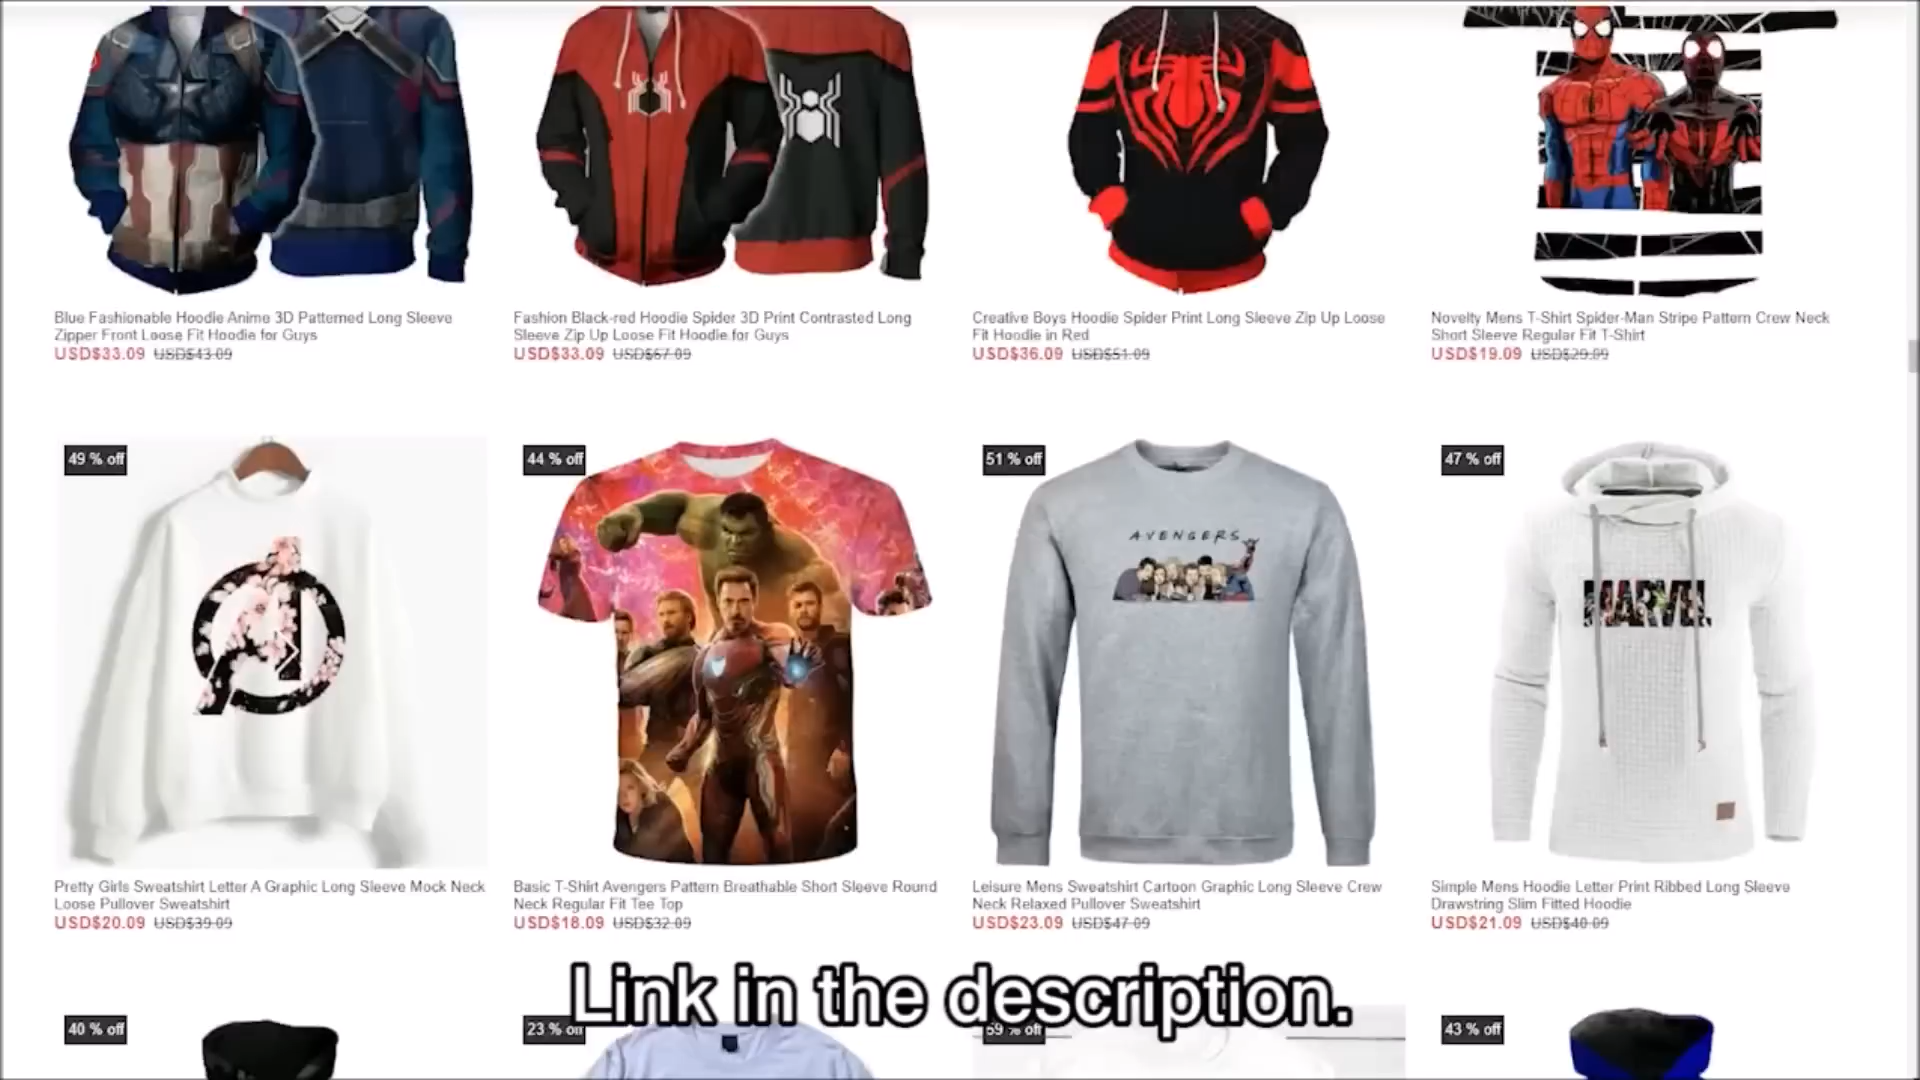 Blue Fashionable Hoodie Anime 3D Patterned Long Sleeve
Zipper Front Loose Fit Hoodie for Guys
USD$33.09 USD$43.09
Fashion Black-red Hoodie Spider 3D Print Contrasted Long
Sleeve Zip Up Loose Fit Hoodie for Guys
USD$33.09 USD$67.09
Creative Boys Hoodie Spider Print Long Sleeve Zip Up Loose
Fit Hoodie in Red
USD$36.09 USD$51.09
Novelty Mens T-Shirt Spider-Man Stripe Pattern Crew Neck
Short Sleeve Regular Fit T-Shirt
USD$19.09 USD$29.09
49 % off
44 % off
51 % off
AVENGERS
47 % off
MARVEL
Pretty Girls Sweatshirt Letter A Graphic Long Sleeve Mock Neck
Loose Pullover Sweatshirt
USD$20.09 USD$39.09
Basic T-Shirt Avengers Pattern Breathable Short Sleeve Round
Neck Regular Fit Tee Top
USD$18.09 USD$32.09
Leisure Mens Sweatshirt Cartoon Graphic Long Sleeve Crew
Neck Relaxed Pullover Sweatshirt
USD$23.09 USD$47.09
Simple Mens Hoodie Letter Print Ribbed Long Sleeve
Drawstring Slim Fitted Hoodie
USD$21.09 USD$40.09
Link in the description.
40 % off
23 % off
59 % off
43 % off